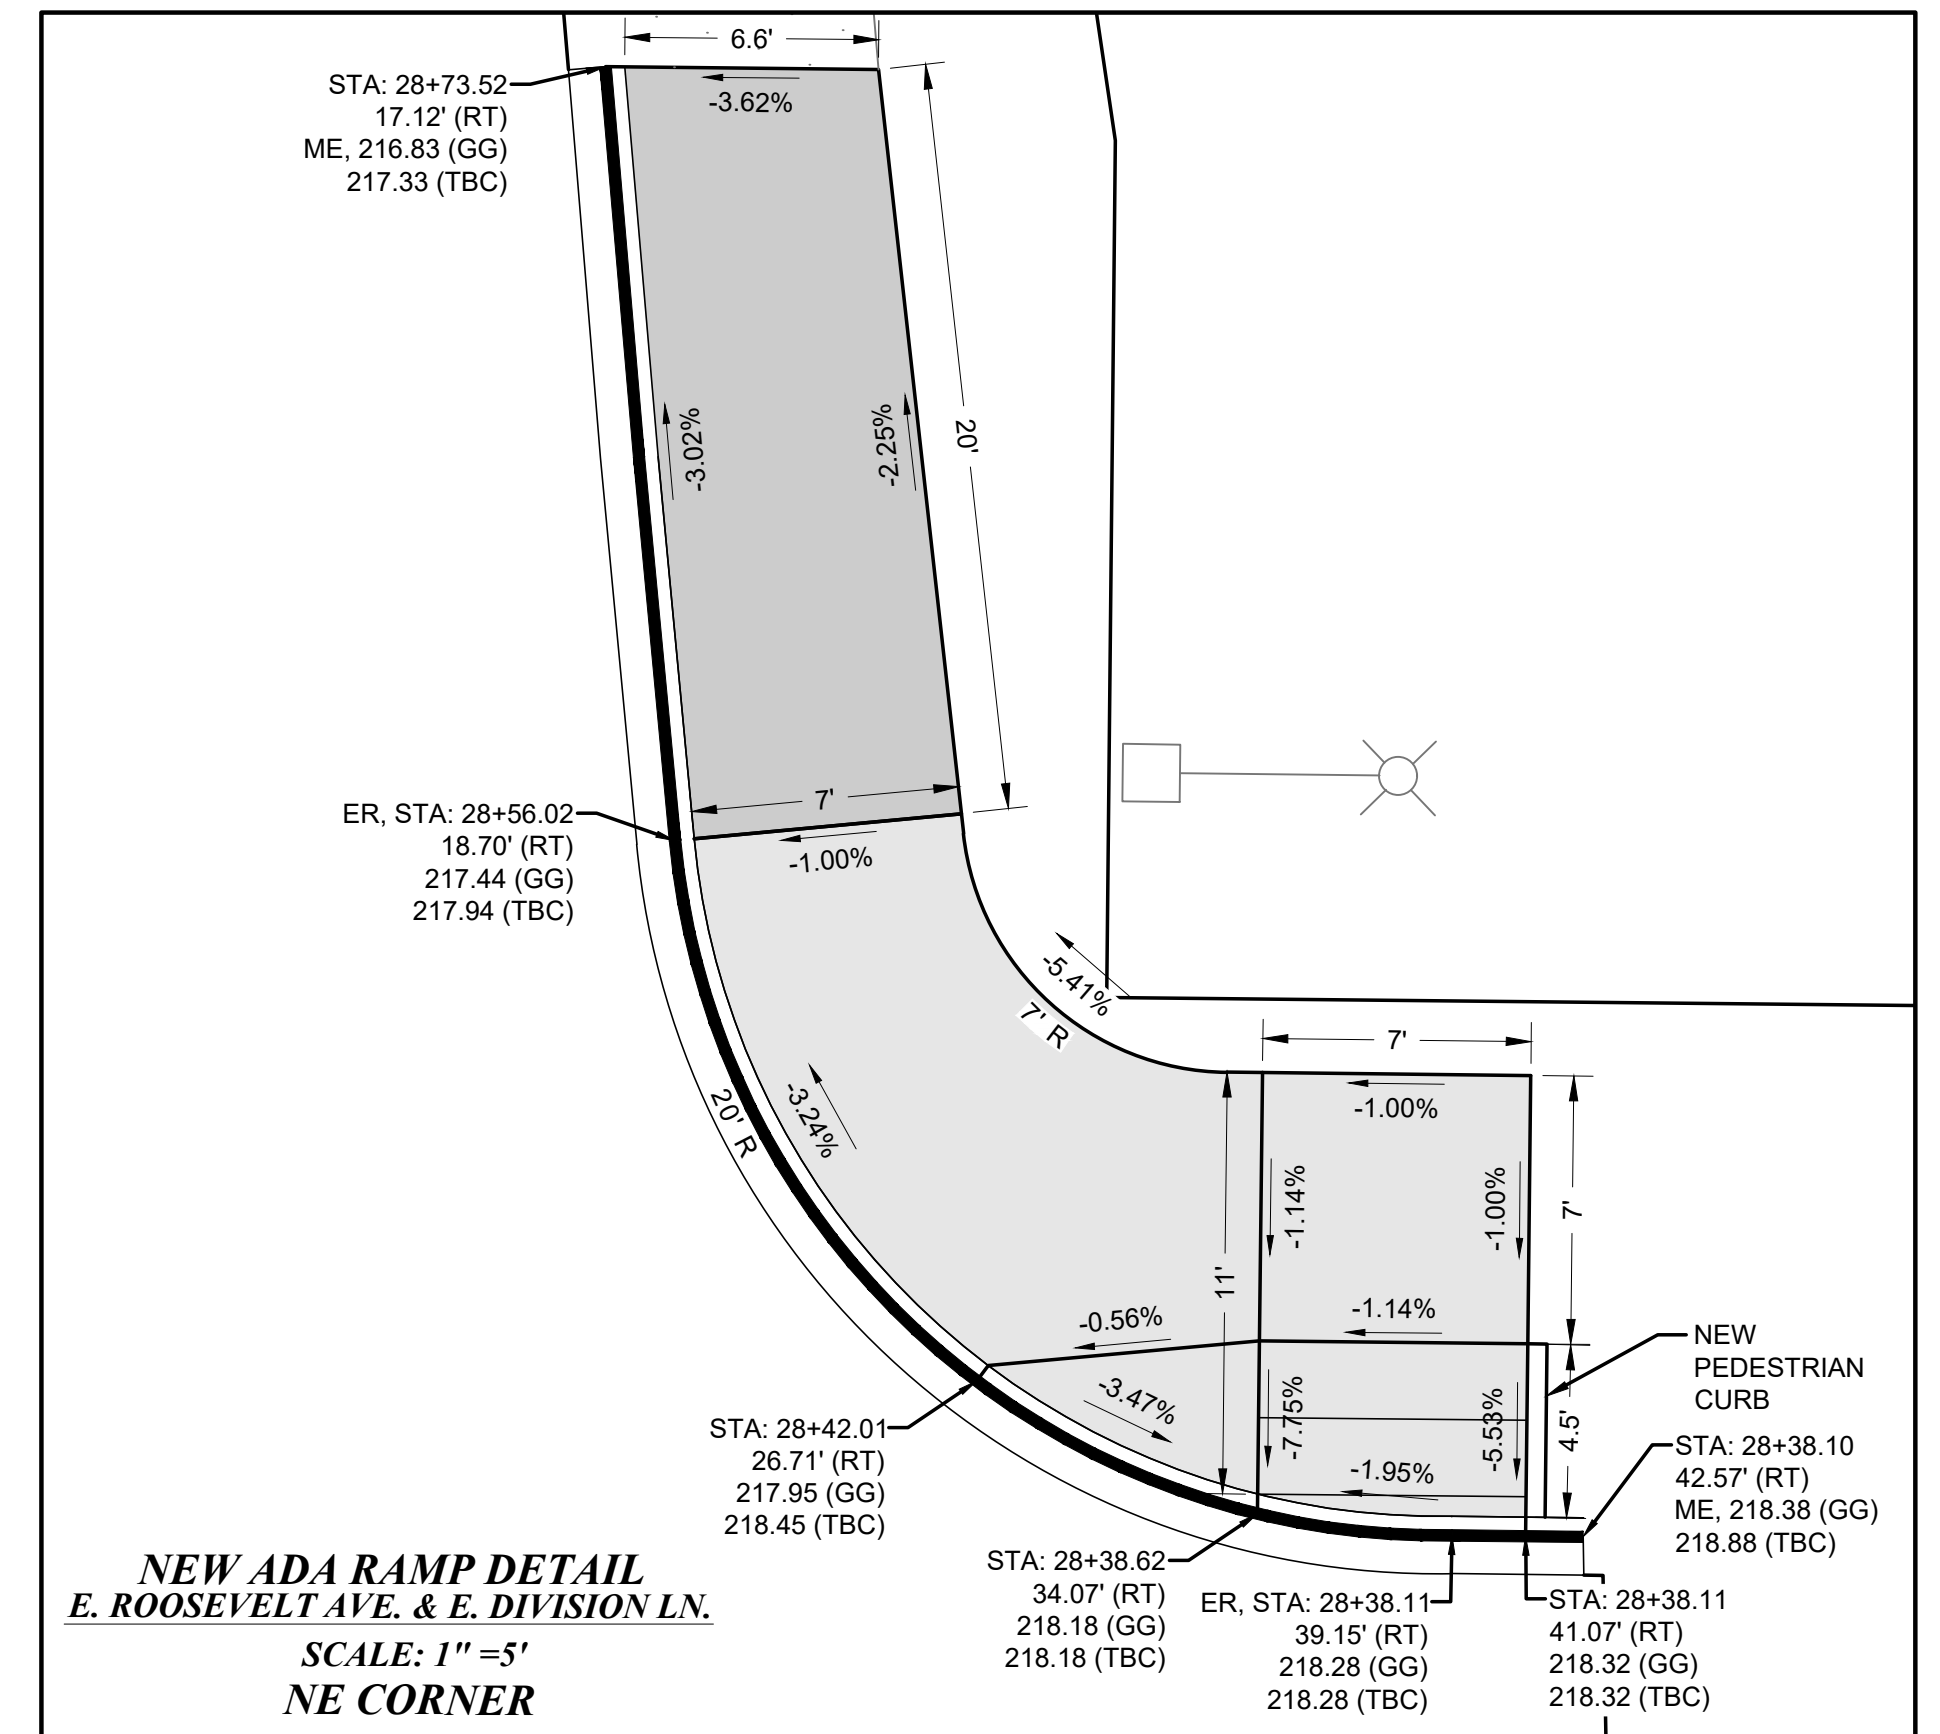 6.6'
-3.62%
STA: 28+73.52
17.12' (RT)
ME, 216.83 (GG)
217.33 (TBC)
-3.02%
-2.25%
20'
7'
-1.00%
ER, STA: 28+56.02
18.70' (RT)
217.44 (GG)
217.94 (TBC)
-5.41%
7' R
7'
-1.00%
-3.24%
20' R
-1.14%
-1.00%
7'
11'
-0.56%
-1.14%
NEW
PEDESTRIAN
CURB
-3.47%
-7.75%
-5.53%
4.5'
-1.95%
STA: 28+42.01
26.71' (RT)
217.95 (GG)
218.45 (TBC)
STA: 28+38.10
42.57' (RT)
ME, 218.38 (GG)
218.88 (TBC)
STA: 28+38.62
34.07' (RT)
218.18 (GG)
218.18 (TBC)
ER, STA: 28+38.11
39.15' (RT)
218.28 (GG)
218.28 (TBC)
STA: 28+38.11
41.07' (RT)
218.32 (GG)
218.32 (TBC)
NEW ADA RAMP DETAIL
E. ROOSEVELT AVE. & E. DIVISION LN.
SCALE: 1" =5'
NE CORNER